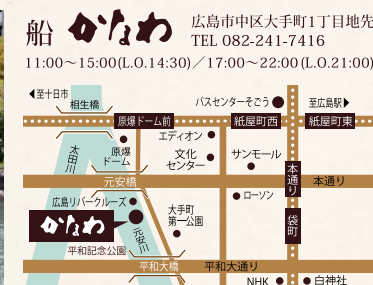 船 かなわ
広島市中区大手町1丁目地先
TEL 082-241-7416
11:00〜15:00(L.O.14:30)／17:00〜22:00(L.O.21:00)
至十日市
相生橋
バスセンターそごう
至広島駅
原爆ドーム前
紙屋町西
紙屋町東
エディオン
太田川
原爆
ドーム
文化
センター
サンモール
元安橋
本通り
本通り
広島リバークルーズ
ローソン
かなわ
大手町
第一公園
袋町
元安川
平和記念公園
平和大橋
平和大通り
NHK
白神社